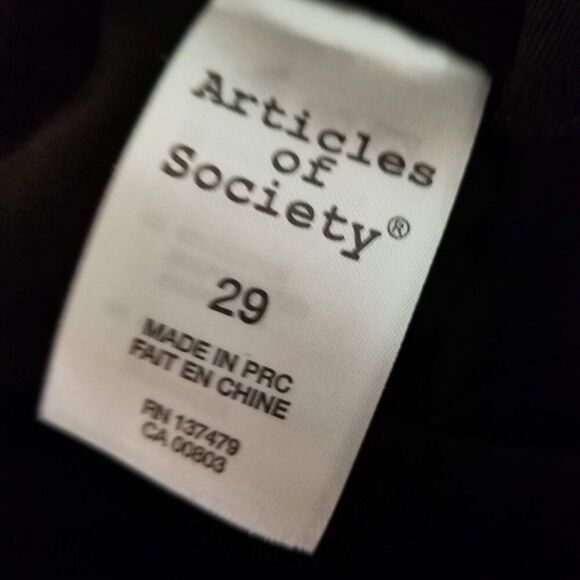 Articles
of
Society®
29
MADE IN PRC
FAIT EN CHINE
RN 137479
CA 00803